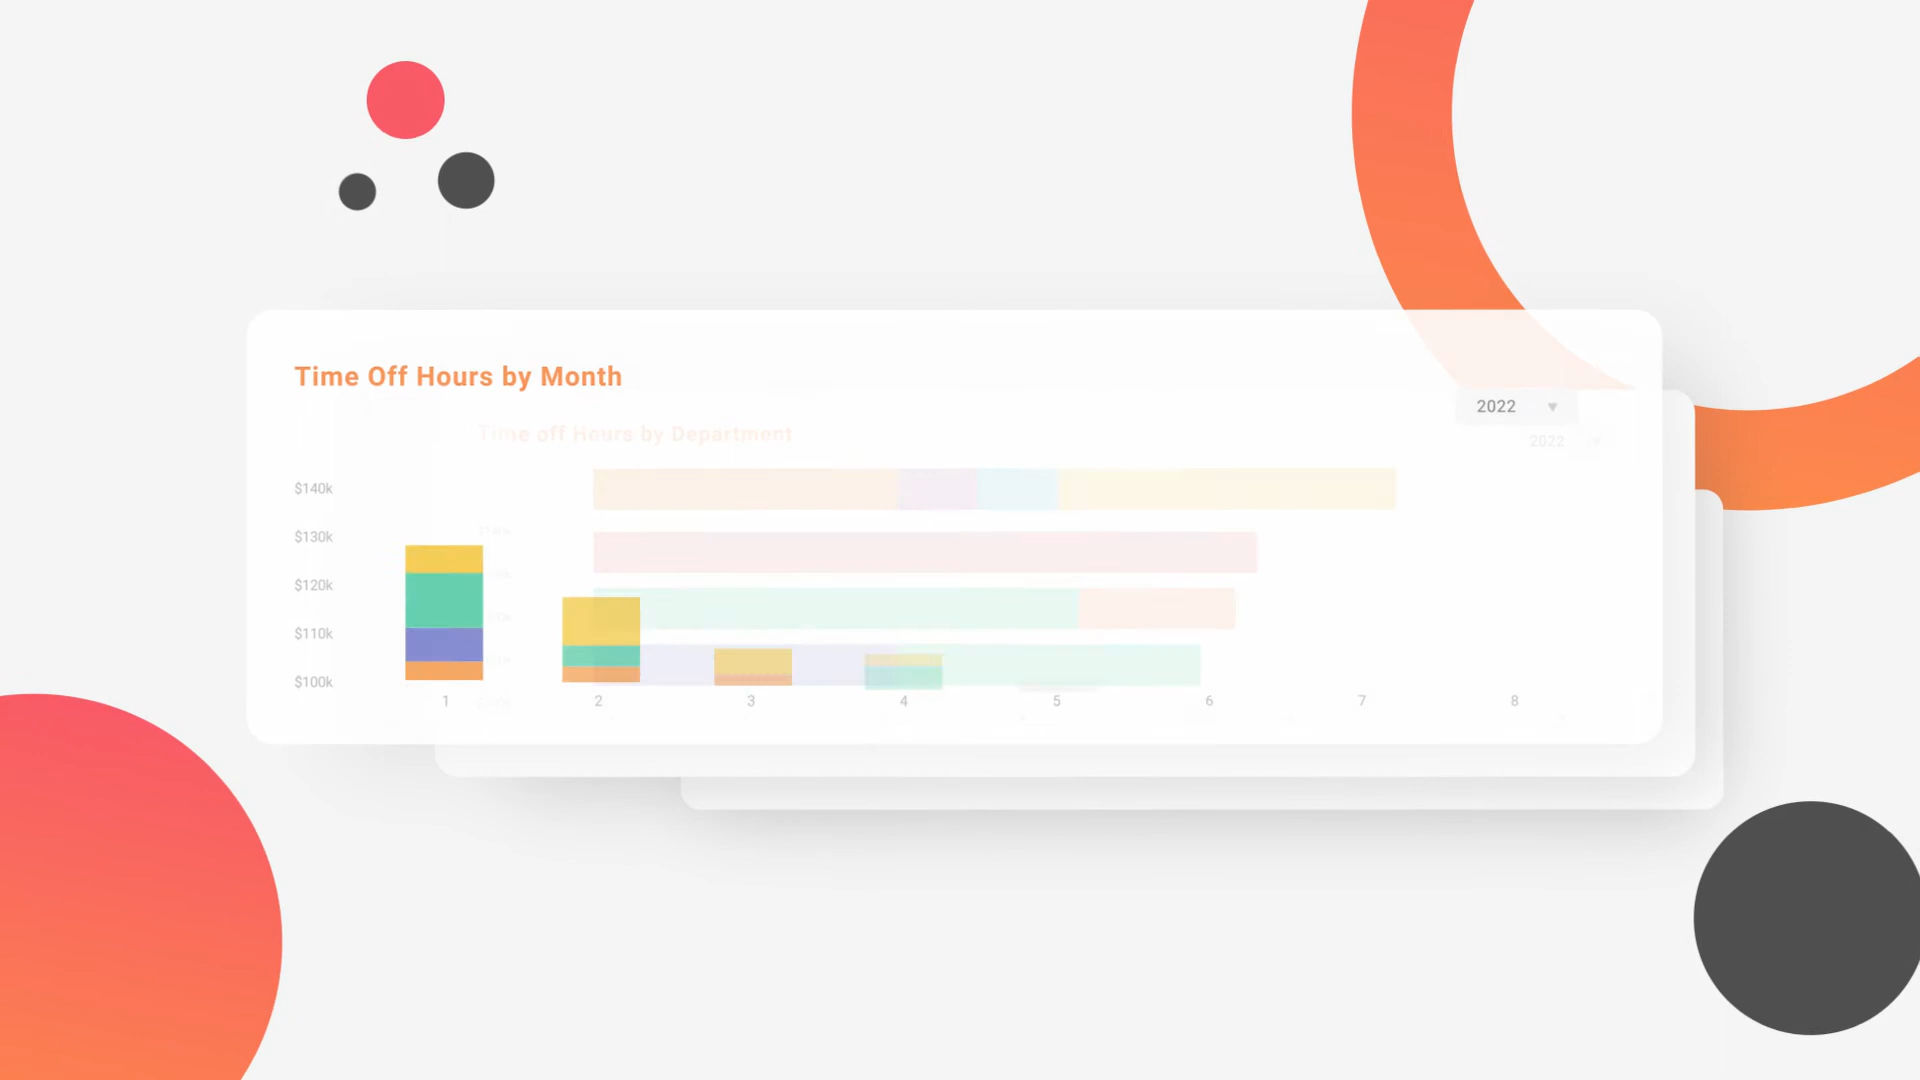 Time Off Hours by Month
2022 ▼
Time off Hours by Department
2022
$140k
$130k
$120k
$110k
$100k
1 2 3 4 5 6 7 8